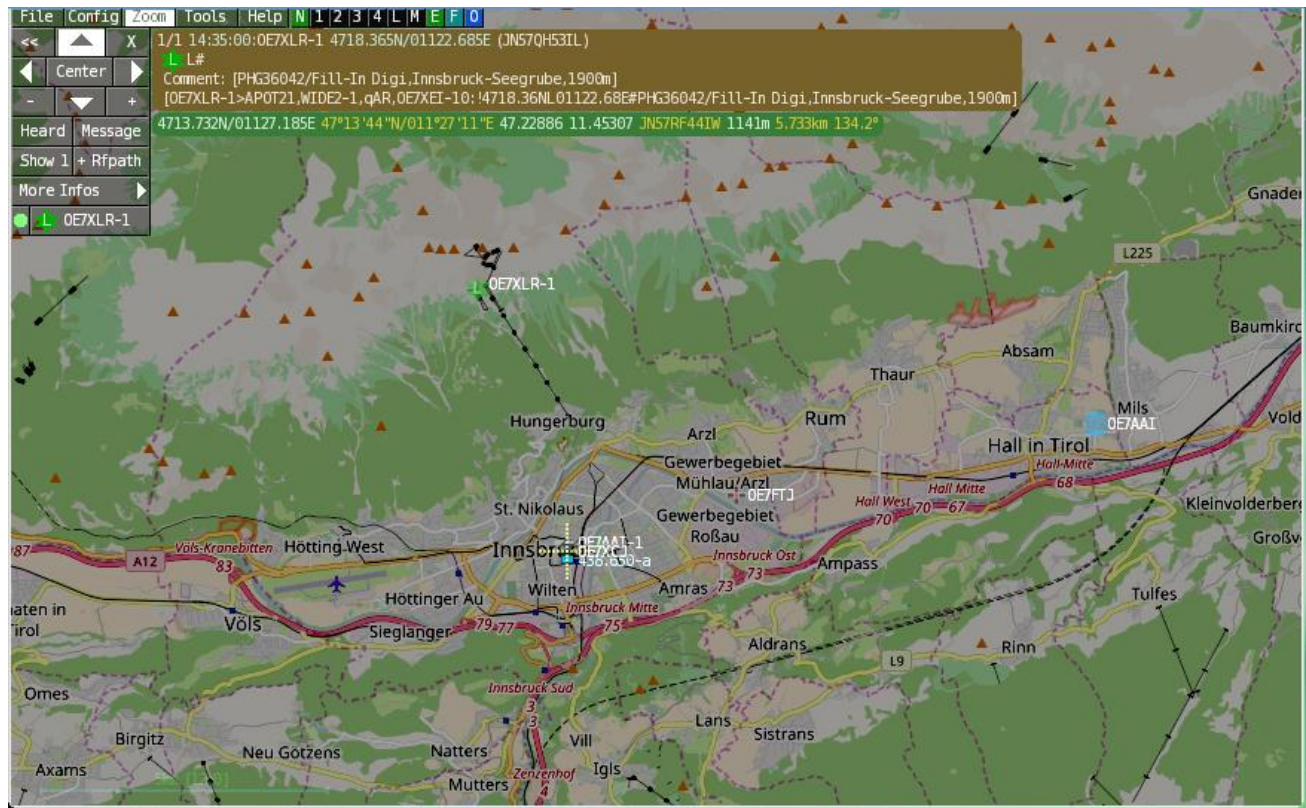 File Config Zoom Tools Help N 1 2 3 4 L M E F O
<< X
Center
- +
Heard Message
Show 1 + Rfpath
More Infos
L OE7XLR-1
1/1 14:35:00:OE7XLR-1 4718.365N/01122.685E (JN57QH53IL)
L L#
Comment: [PHG36042/Fill-In Digi,Innsbruck-Seegrube,1900m]
[OE7XLR-1>APOT21,WIDE2-1,qAR,OE7XEI-10:!4718.36NL01122.68E#PHG36042/Fill-In Digi,Innsbruck-Seegrube,1900m]
4713.732N/01127.185E 47°13'44"N/011°27'11"E 47.22886 11.45307 JN57RF44IW 1141m 5.733km 134.2°
Gnaden
L225
L OE7XLR-1
Baumkirc
Absam
Thaur
Mils
OE7AAI
Vold
Hungerburg
Rum
Arzl
Hall in Tirol
Hall-Mitte
68
Gewerbegebiet
Mühlau/Arzl
OE7FTJ
Hall West
70
Hall Mitte
70
67
Kleinvolderberg
St. Nikolaus
Gewerbegebiet
Roßau
Großv
87
A12
Völs-Kranebitten
83
Hötting West
Innsbru
OE7AAI-1
OE7XCJ
438.650-a
Innsbruck Ost
73
73
Ampass
Höttinger Au
Wilten
Amras
Tulfes
aten in
irol
Völs
Sieglanger
79
77
Innsbruck Mitte
75
Aldrans
L9
Rinn
Omes
Innsbruck Süd
3
3
Lans
Sistrans
Birgitz
Neu Götzens
Natters
Vill
Axams
Mutters
Zenzenhof
4
Igls